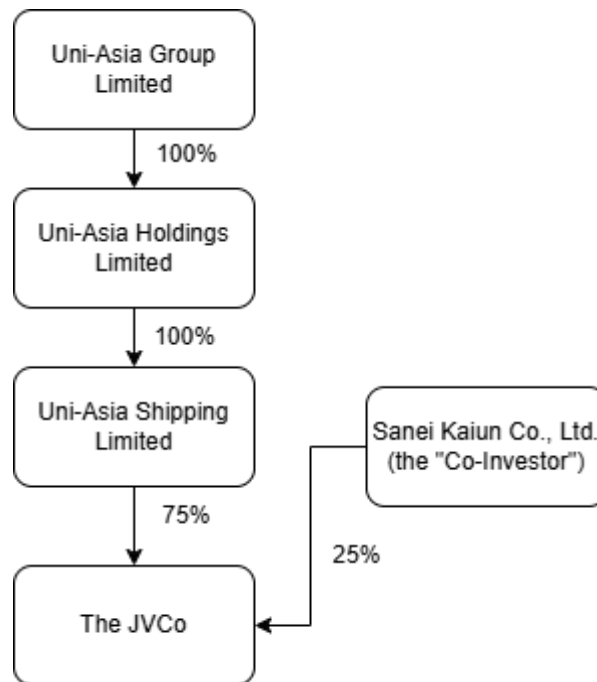 Uni-Asia Group
Limited
100%
Uni-Asia Holdings
Limited
100%
Uni-Asia Shipping
Limited
Sanei Kaiun Co., Ltd.
(the "Co-Investor")
75%
25%
The JVCo